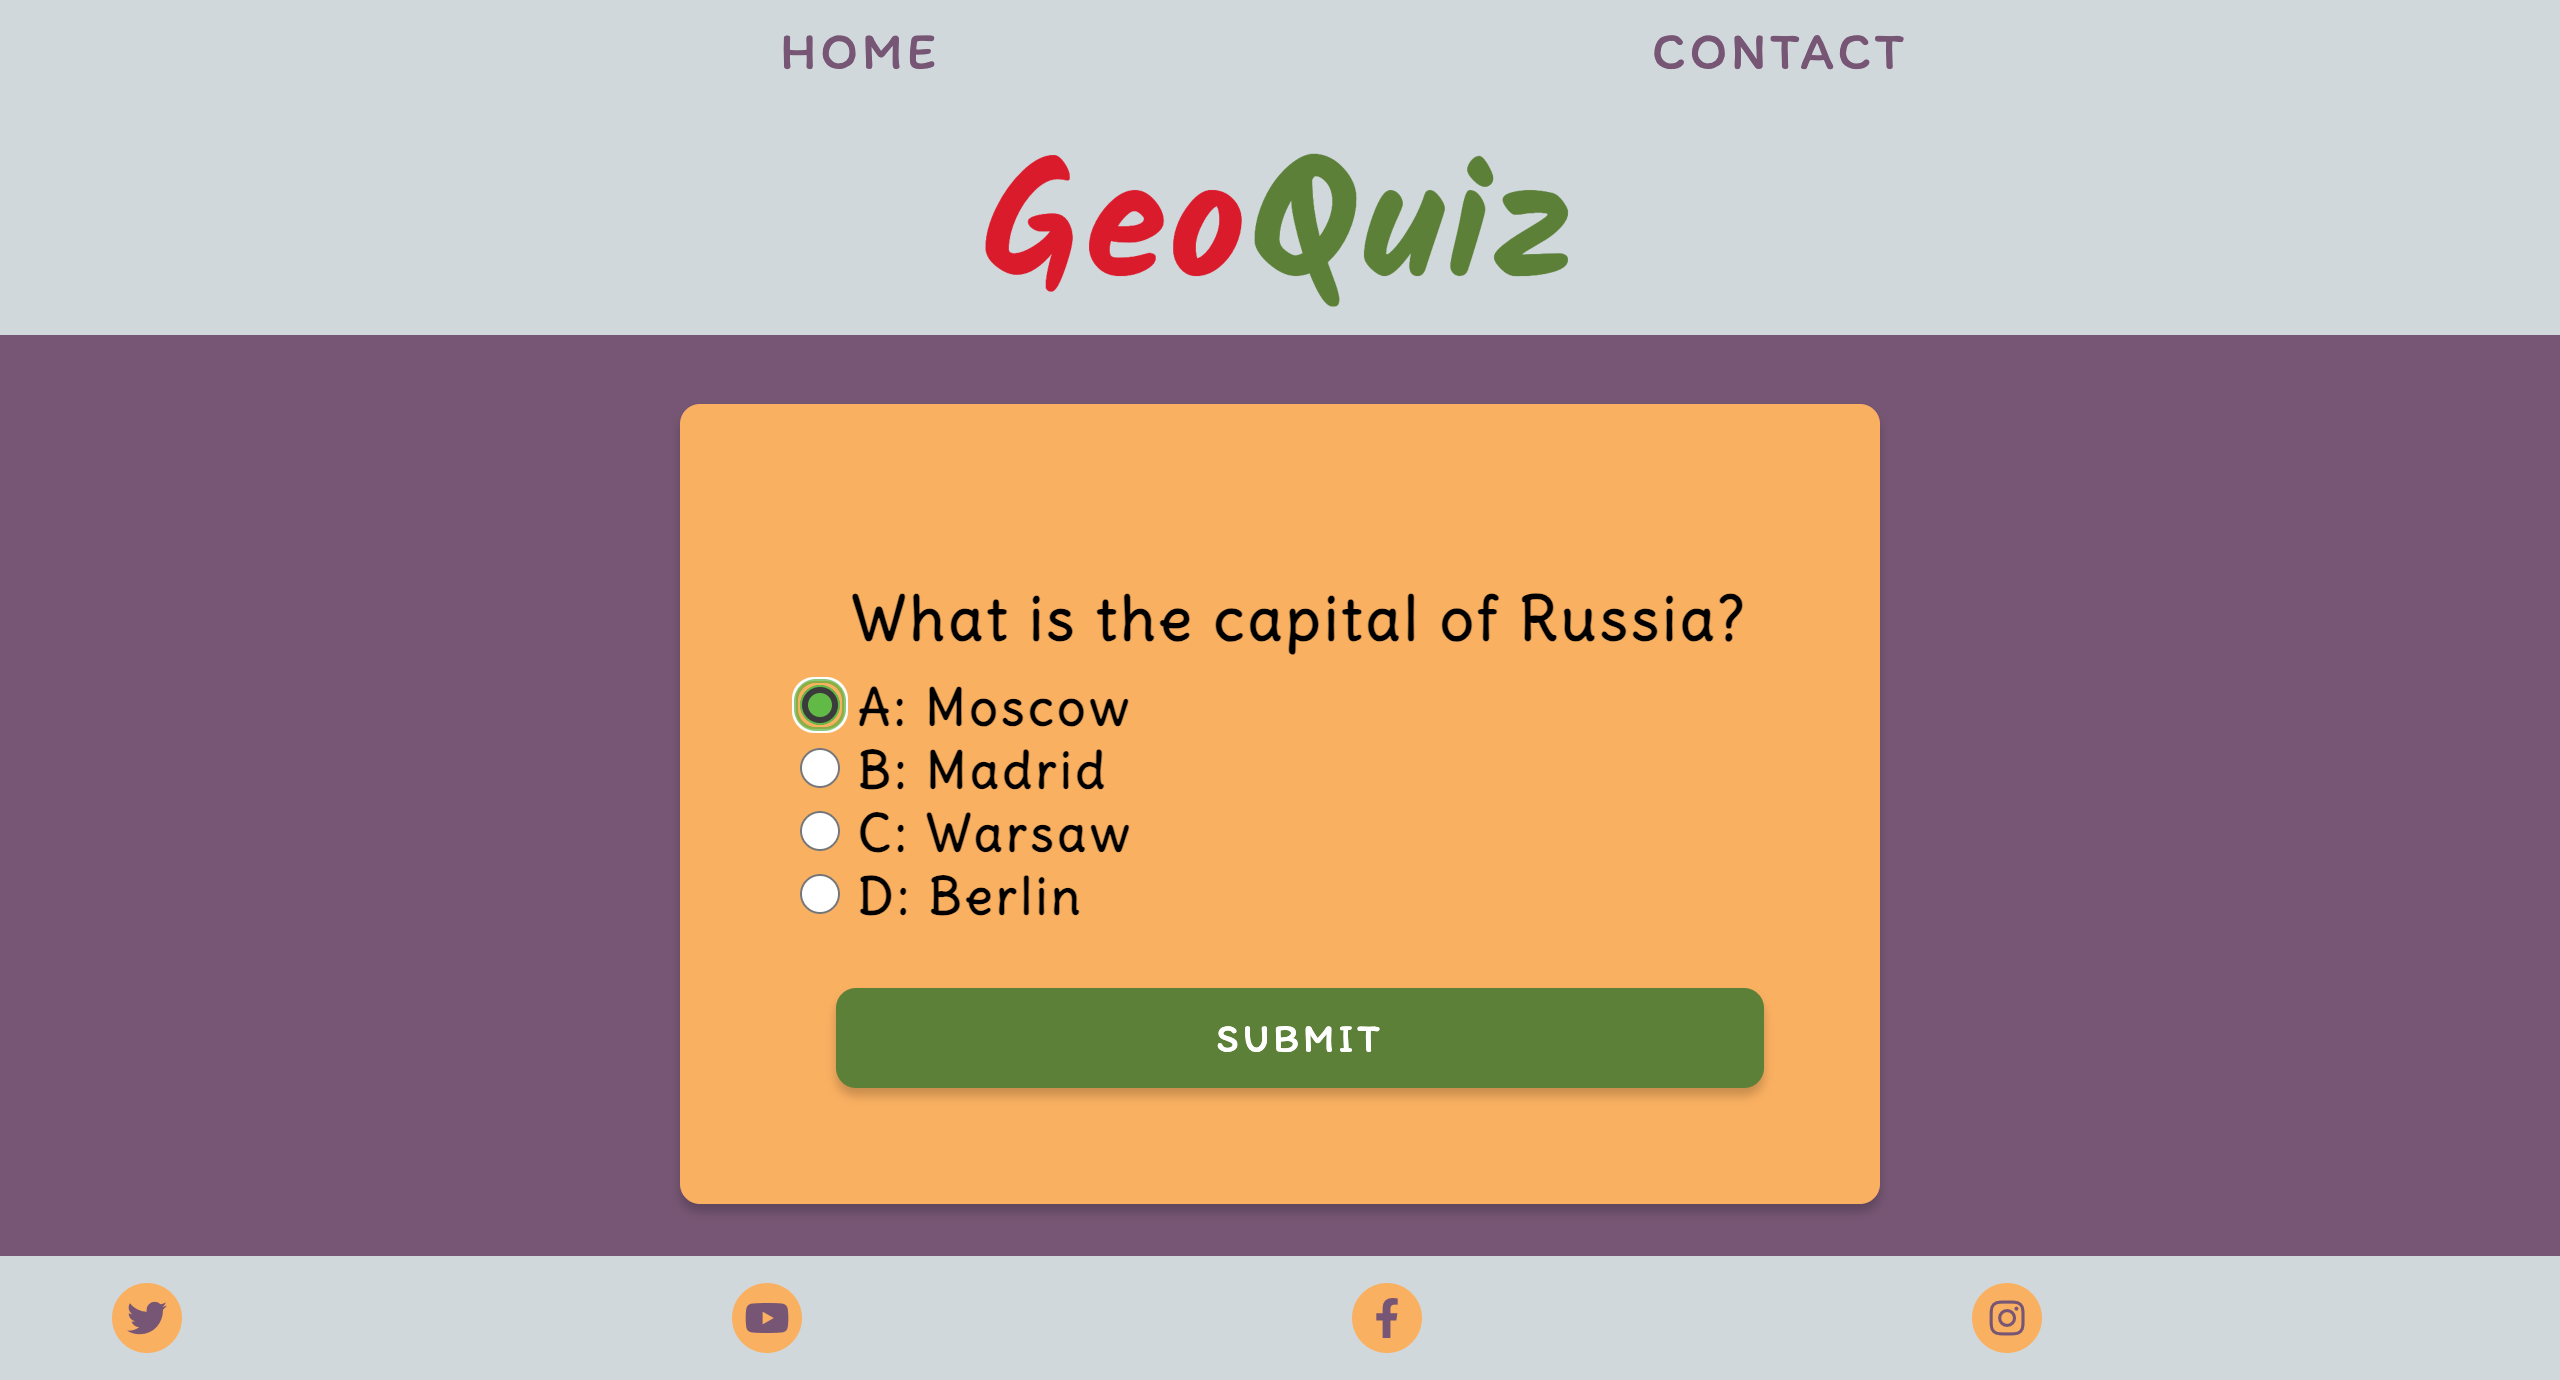 HOME CONTACT
GeoQuiz
What is the capital of Russia?
A: Moscow
B: Madrid
C: Warsaw
D: Berlin
SUBMIT